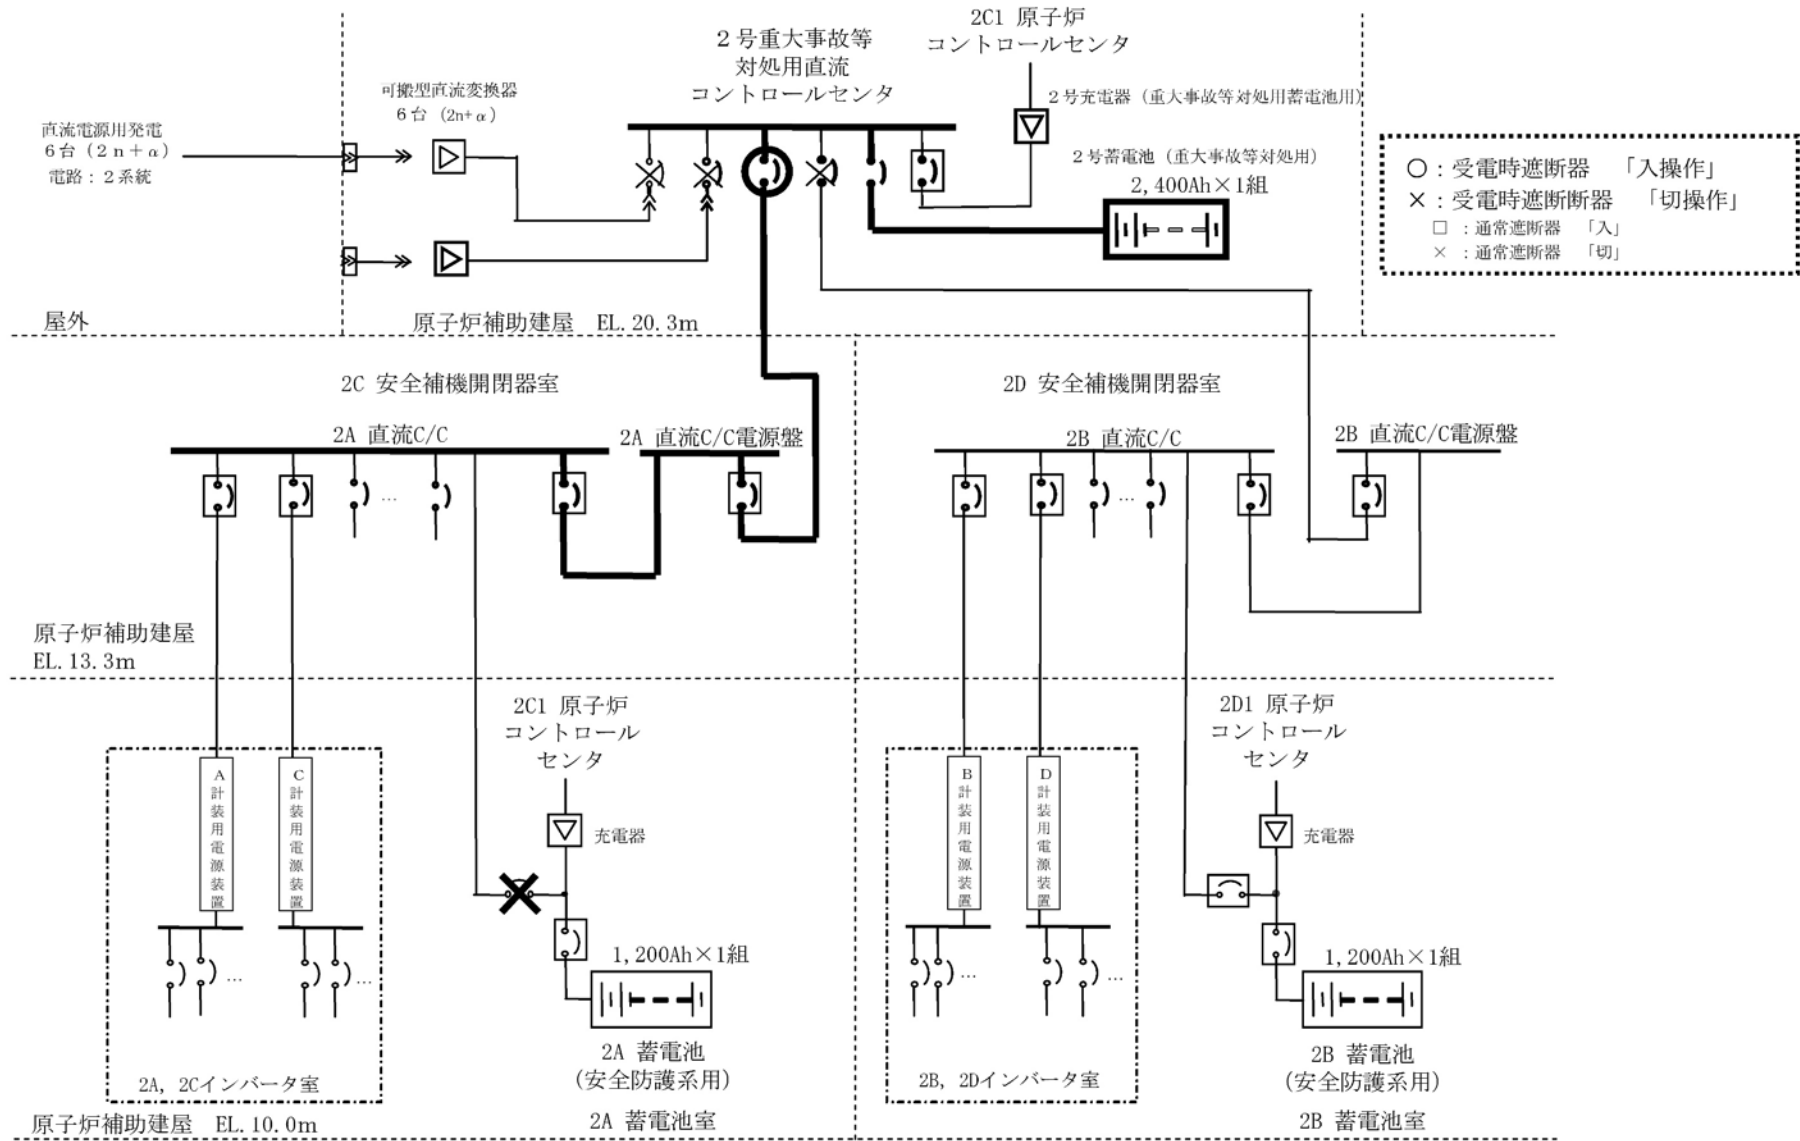 2C1 原子炉
コントロールセンタ
2号重大事故等
対処用直流
コントロールセンタ
可搬型直流変換器
6台（2n+α）
2号充電器（重大事故等対処用蓄電池用）
直流電源用発電
6台（2n+α）
電路：2系統
2号蓄電池（重大事故等対処用）
2,400Ah×1組
○：受電時遮断器　「入操作」
×：受電時遮断断器　「切操作」
□　：通常遮断器　「入」
×　：通常遮断器　「切」
屋外
原子炉補助建屋　EL.20.3m
2C 安全補機開閉器室
2D 安全補機開閉器室
2A 直流C/C
2A 直流C/C電源盤
2B 直流C/C
2B 直流C/C電源盤
…
…
原子炉補助建屋
EL.13.3m
2C1 原子炉
コントロール
センタ
2D1 原子炉
コントロール
センタ
A計装用電源装置
C計装用電源装置
B計装用電源装置
D計装用電源装置
充電器
充電器
…
…
…
…
1,200Ah×1組
1,200Ah×1組
2A 蓄電池
(安全防護系用)
2B 蓄電池
(安全防護系用)
2A, 2Cインバータ室
2B, 2Dインバータ室
原子炉補助建屋　EL.10.0m
2A 蓄電池室
2B 蓄電池室